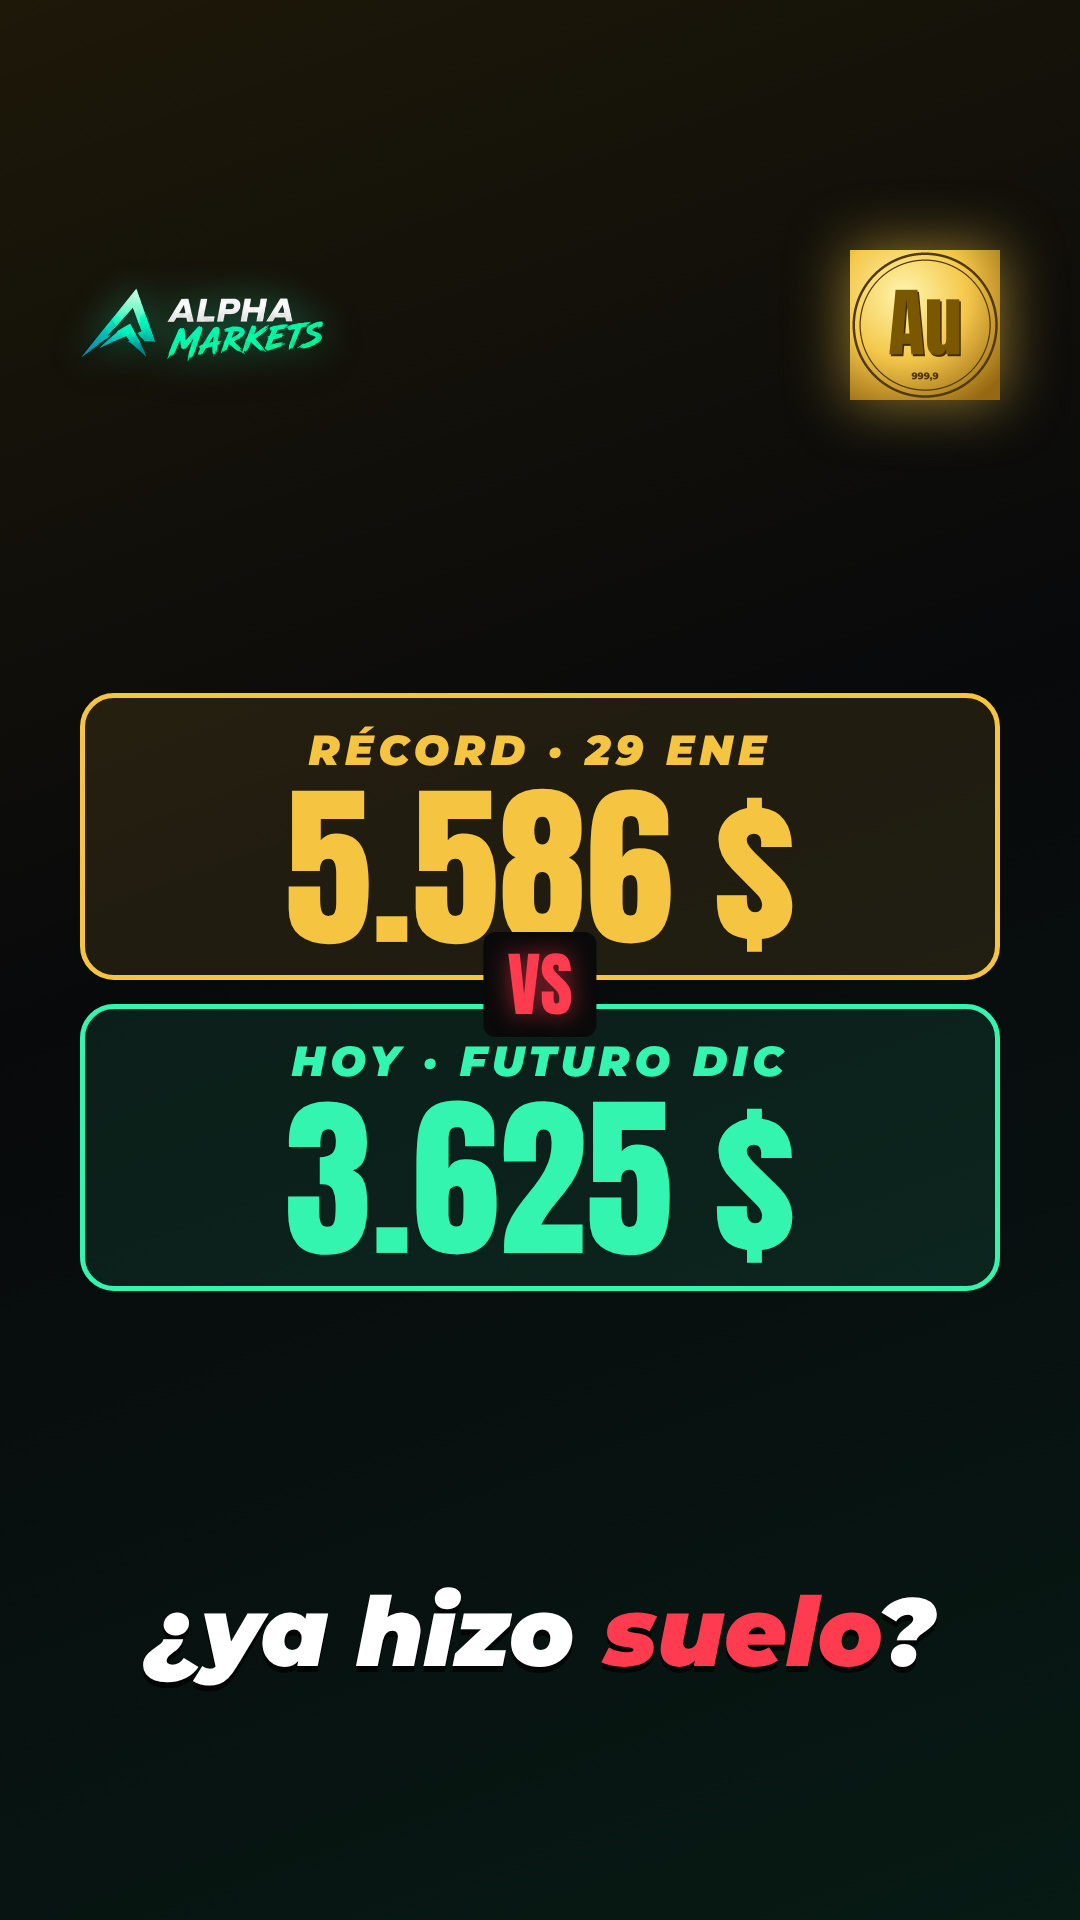 ALPHA
MARKETS
Au
999,9
RÉCORD • 29 ENE
5.586 $
VS
HOY • FUTURO DIC
3.625 $
¿ya hizo suelo?